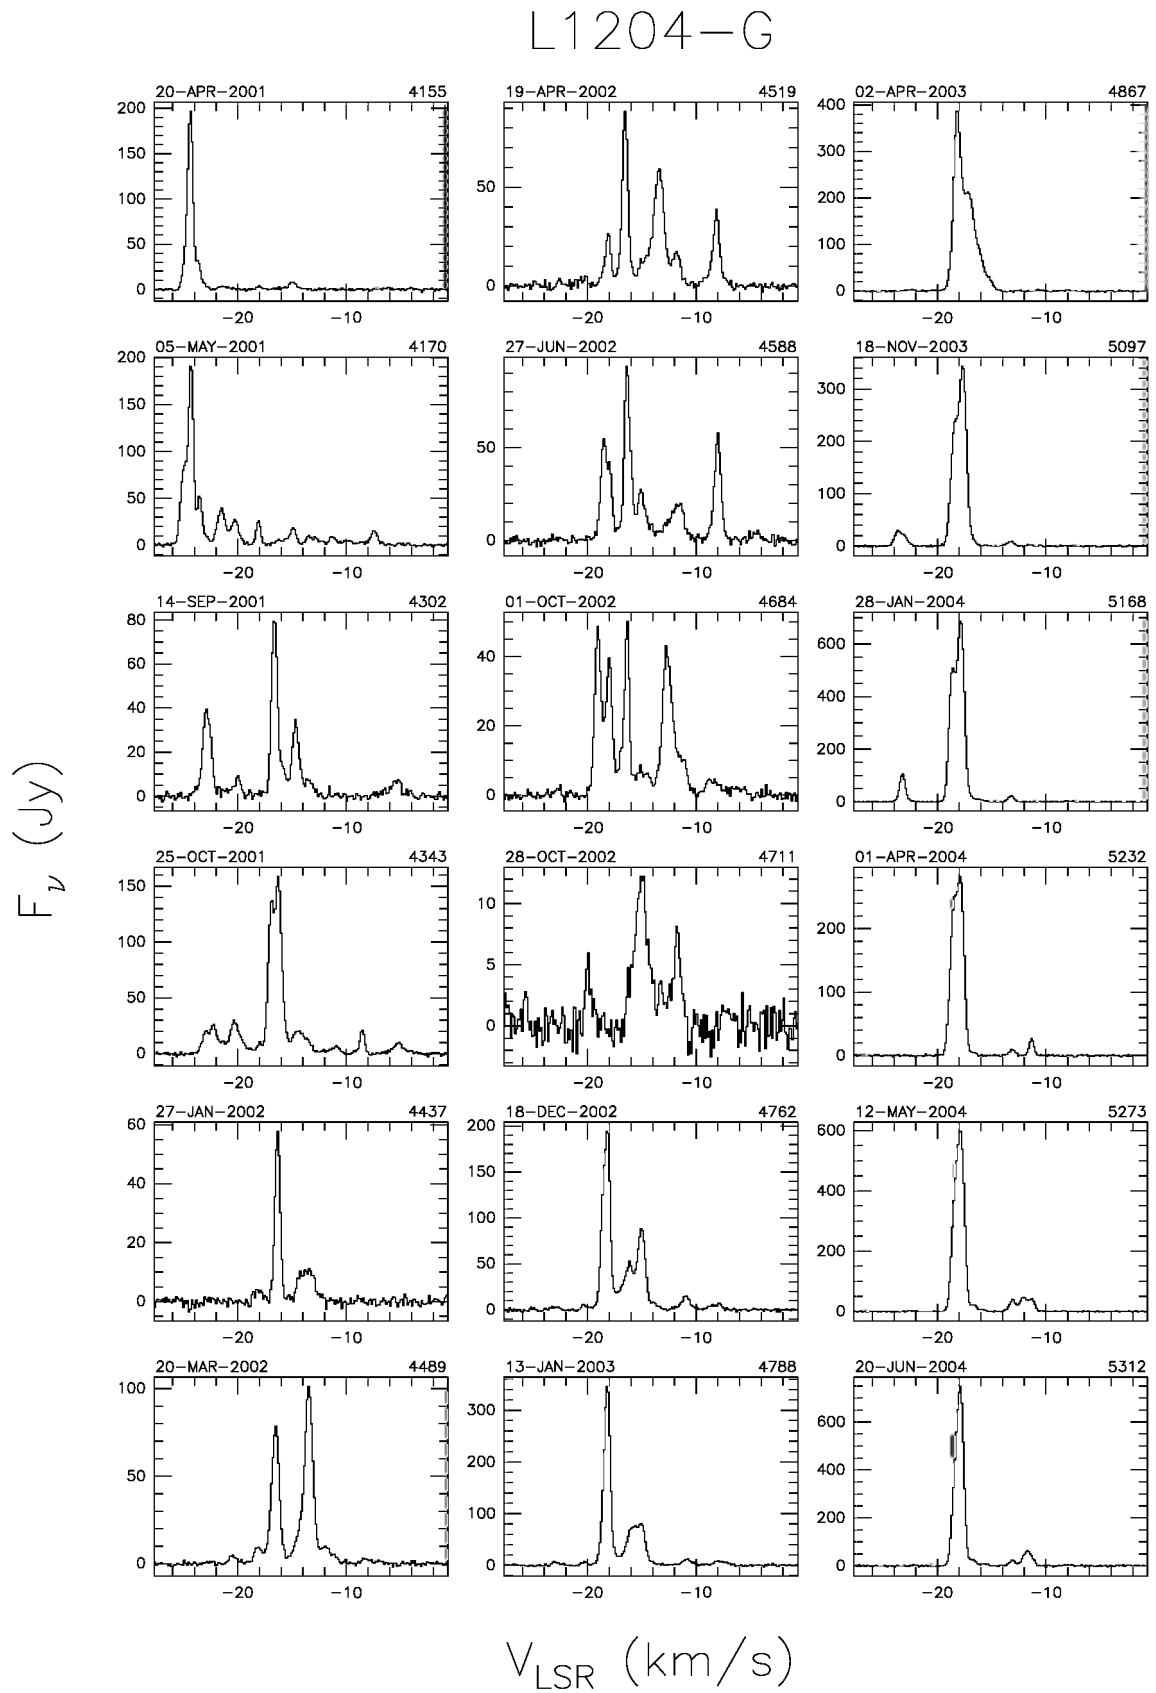 L1204-G
20-APR-2001 4155 19-APR-2002 4519 02-APR-2003 4867
200 150 100 50 0 50 0 400 300 200 100 0
-20 -10 -20 -10 -20 -10
05-MAY-2001 4170 27-JUN-2002 4588 18-NOV-2003 5097
200 150 100 50 0 50 0 300 200 100 0
-20 -10 -20 -10 -20 -10
14-SEP-2001 4302 01-OCT-2002 4684 28-JAN-2004 5168
80 60 40 20 0 40 20 0 600 400 200 0
-20 -10 -20 -10 -20 -10
25-OCT-2001 4343 28-OCT-2002 4711 01-APR-2004 5232
150 100 50 0 10 5 0 200 100 0
-20 -10 -20 -10 -20 -10
27-JAN-2002 4437 18-DEC-2002 4762 12-MAY-2004 5273
60 40 20 0 200 150 100 50 0 600 400 200 0
-20 -10 -20 -10 -20 -10
20-MAR-2002 4489 13-JAN-2003 4788 20-JUN-2004 5312
100 50 0 300 200 100 0 600 400 200 0
-20 -10 -20 -10 -20 -10
Fν (Jy)
VLSR (km/s)